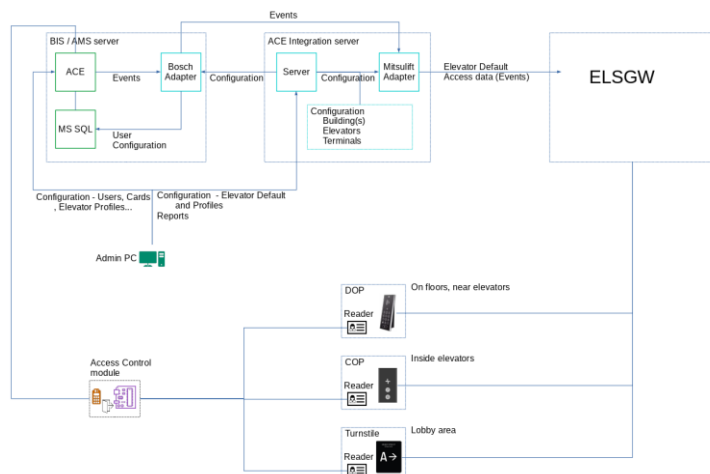 Events
BIS / AMS server
ACE Integration server
ACE
Events
Bosch
Adapter
Configuration
Server
Configuration
Mitsulift
Adapter
Elevator Default
Access data (Events)
ELSGW
MS SQL
User
Configuration
Configuration
Building(s)
Elevators
Terminals
Configuration - Users, Cards
, Elevator Profiles...
Configuration - Elevator Default
and Profiles
Reports
Admin PC
DOP
On floors, near elevators
Reader
Access Control
module
COP
Inside elevators
Reader
Turnstile
Lobby area
Reader
A→